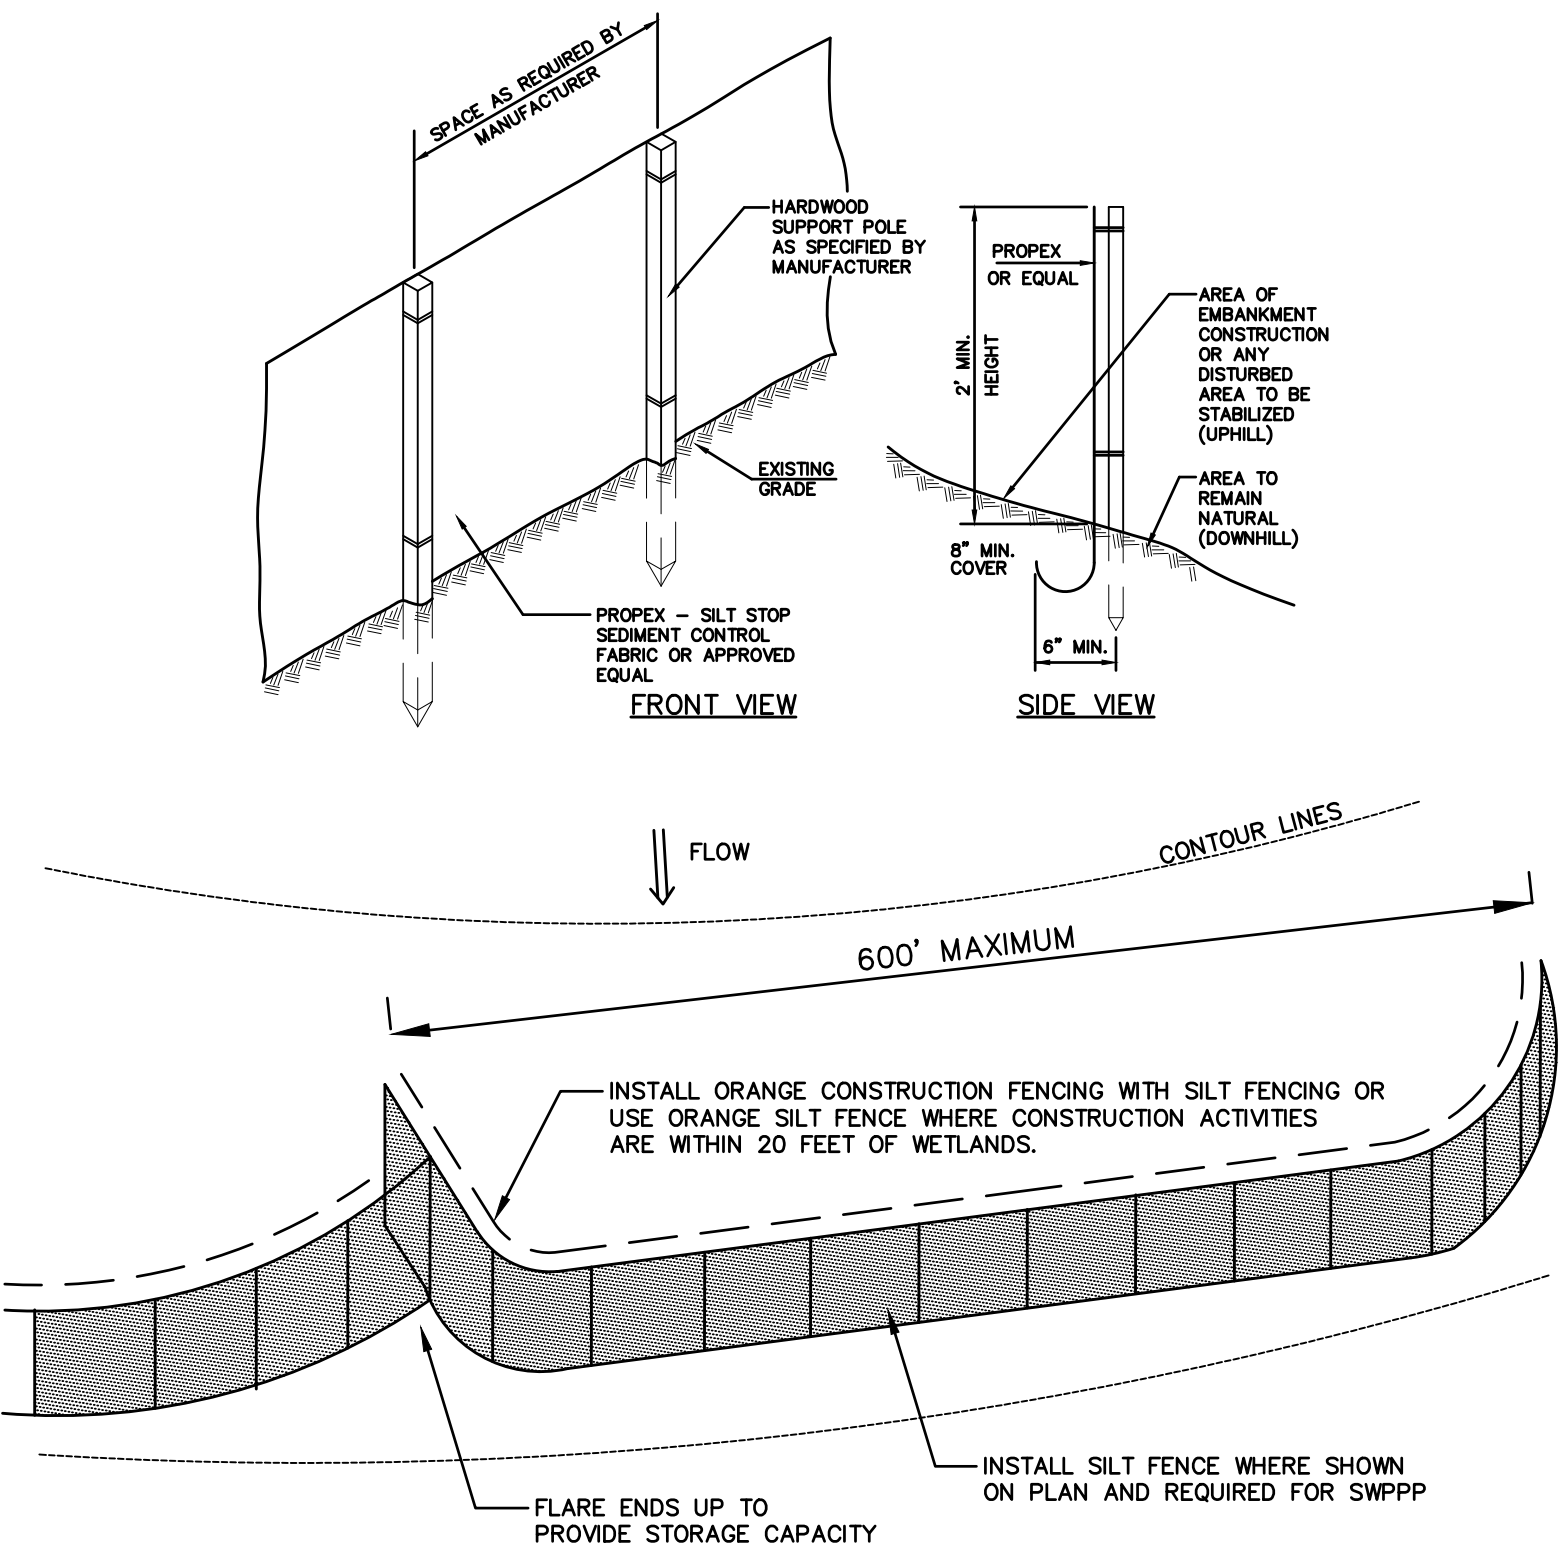 SPACE AS REQUIRED BY
MANUFACTURER
HARDWOOD
SUPPORT POLE
AS SPECIFIED BY
MANUFACTURER
EXISTING
GRADE
PROPEX – SILT STOP
SEDIMENT CONTROL
FABRIC OR APPROVED
EQUAL
FRONT VIEW
PROPEX
OR EQUAL
2' MIN.
HEIGHT
AREA OF
EMBANKMENT
CONSTRUCTION
OR ANY
DISTURBED
AREA TO BE
STABILIZED
(UPHILL)
AREA TO
REMAIN
NATURAL
(DOWNHILL)
8" MIN.
COVER
6" MIN.
SIDE VIEW
FLOW
CONTOUR LINES
600' MAXIMUM
INSTALL ORANGE CONSTRUCTION FENCING WITH SILT FENCING OR
USE ORANGE SILT FENCE WHERE CONSTRUCTION ACTIVITIES
ARE WITHIN 20 FEET OF WETLANDS.
INSTALL SILT FENCE WHERE SHOWN
ON PLAN AND REQUIRED FOR SWPPP
FLARE ENDS UP TO
PROVIDE STORAGE CAPACITY